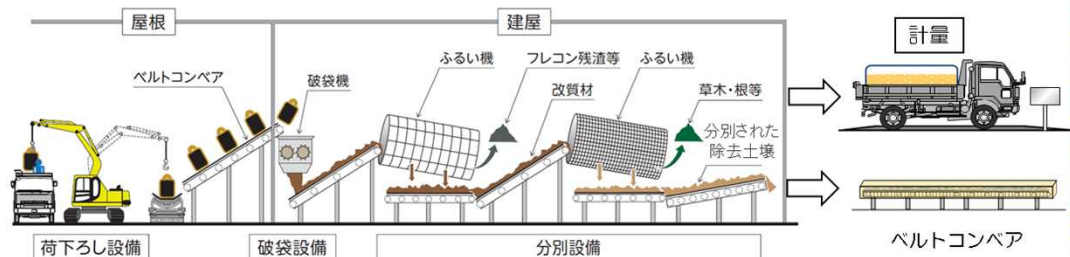 屋根
建屋
計量
ベルトコンベア
破袋機
ふるい機
フレコン残渣等
改質材
ふるい機
草木・根等
分別された
除去土壌
荷下ろし設備
破袋設備
分別設備
ベルトコンベア